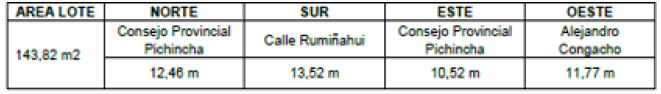 AREA LOTE NORTE SUR ESTE OESTE
143,82 m2 Consejo Provincial Pichincha Calle Rumiñahui Consejo Provincial Pichincha Alejandro Congacho
12,46 m 13,52 m 10,52 m 11,77 m